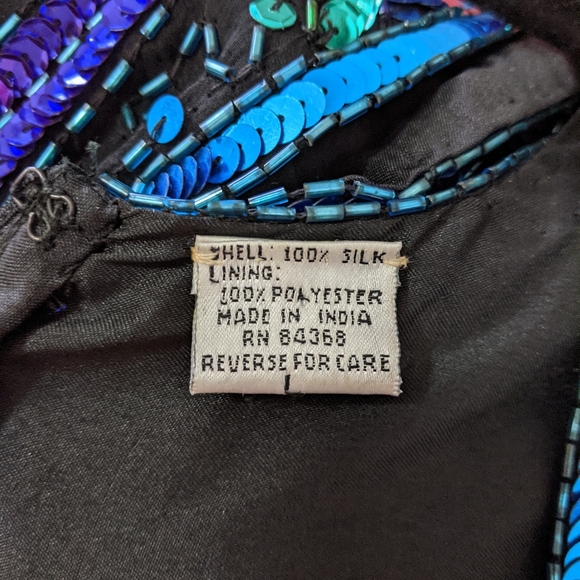 SHELL: 100% SILK
LINING:
100% POLYESTER
MADE IN INDIA
RN 84368
REVERSE FOR CARE